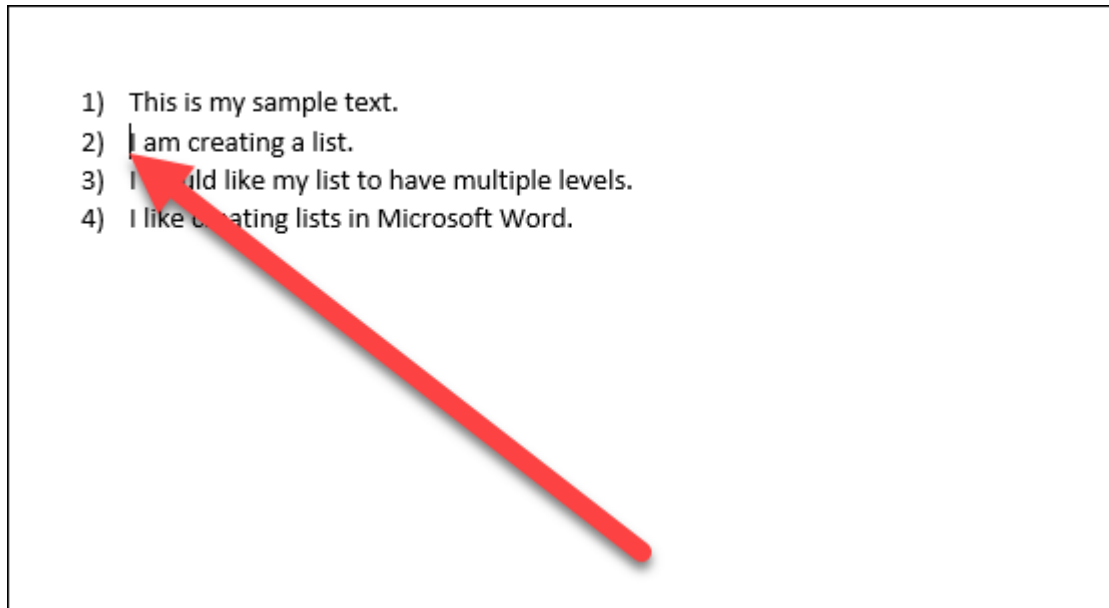 1) This is my sample text.
2) I am creating a list.
3) I like my list to have multiple levels.
4) I like creating lists in Microsoft Word.